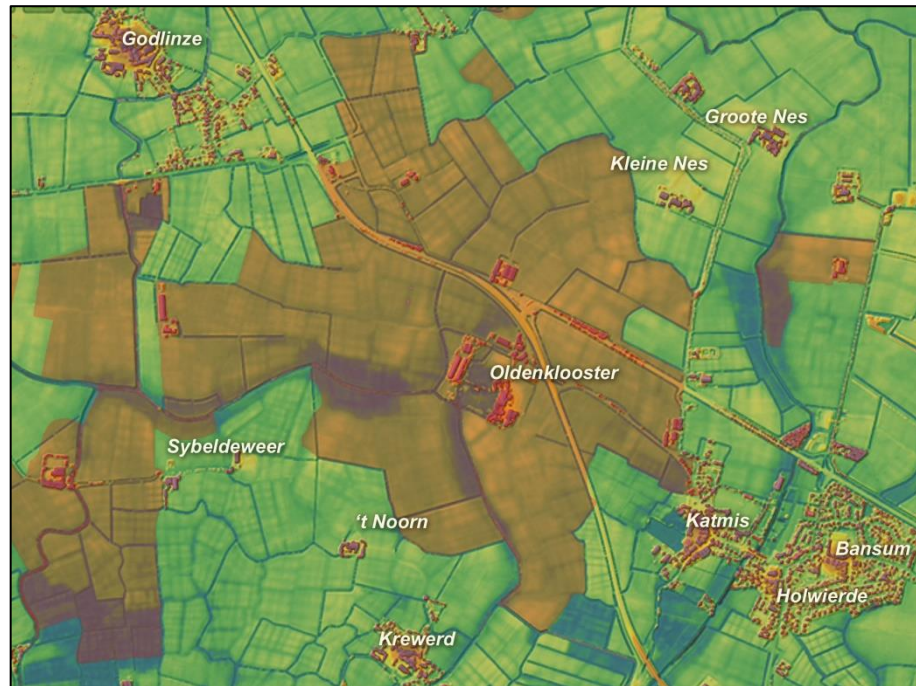 Godlinze
Groote Nes
Kleine Nes
Oldenklooster
Sybeldeweer
‘t Noorn
Katmis
Bansum
Holwierde
Krewerd